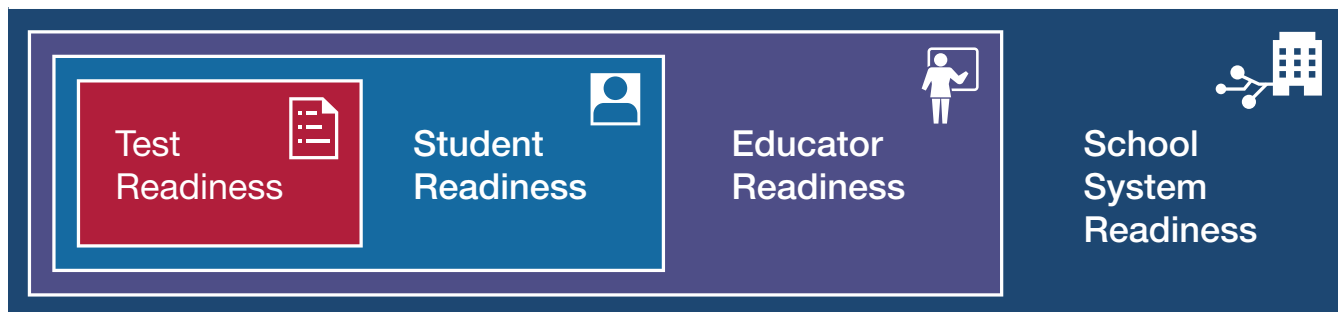 Test
Readiness
Student
Readiness
Educator
Readiness
School
System
Readiness